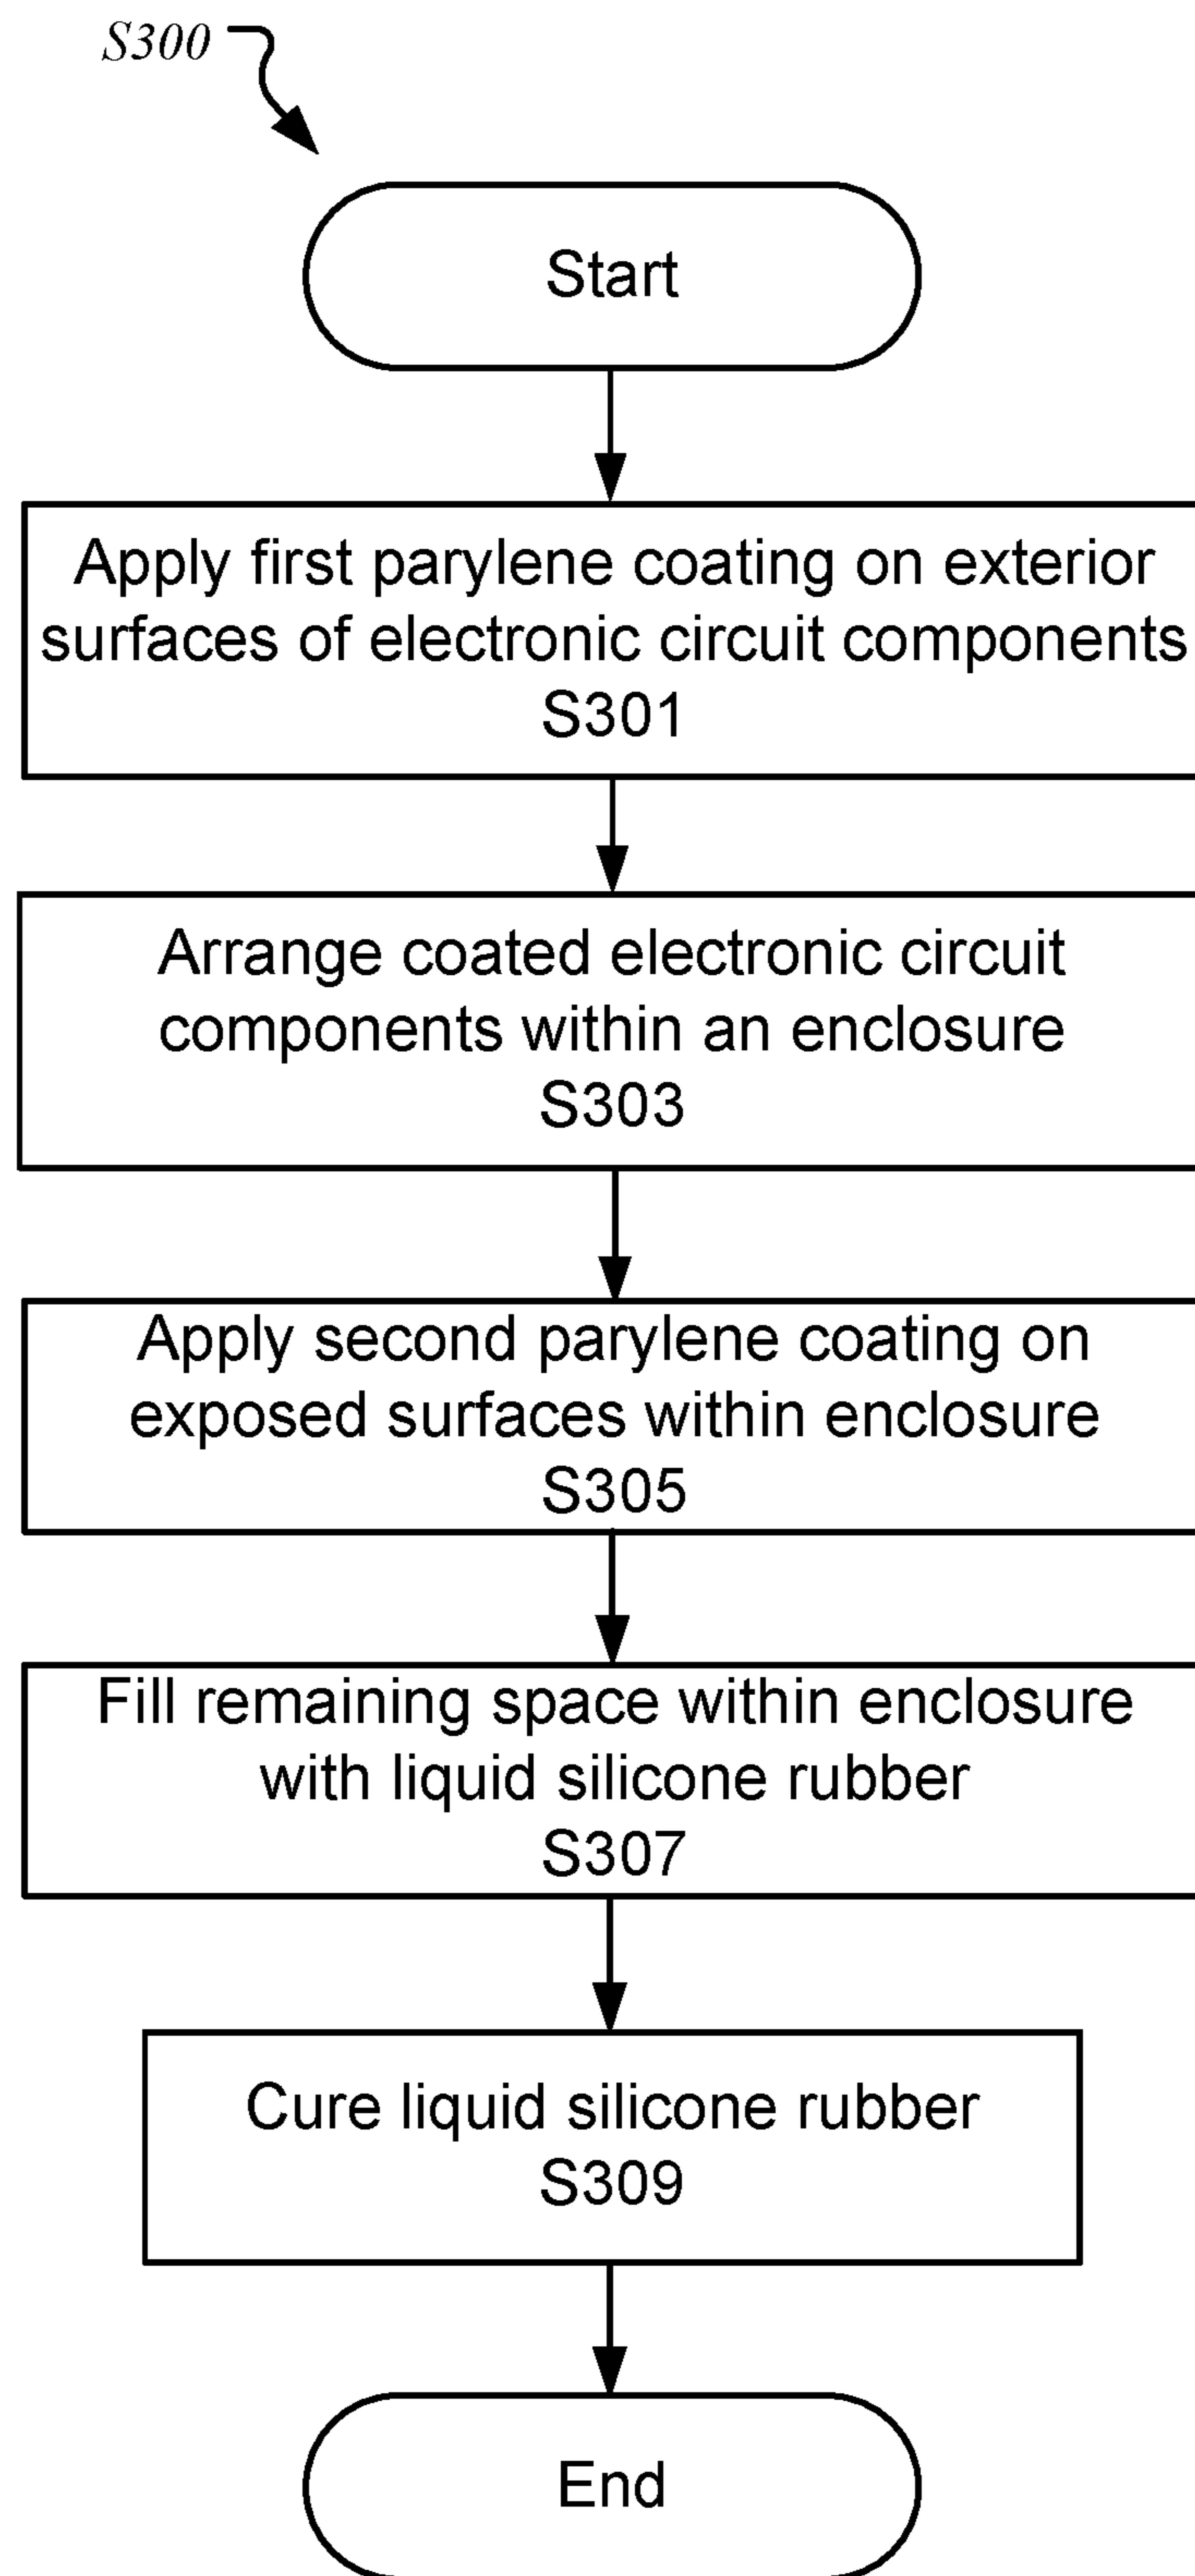 S300
Start
Apply first parylene coating on exterior
surfaces of electronic circuit components
S301
Arrange coated electronic circuit
components within an enclosure
S303
Apply second parylene coating on
exposed surfaces within enclosure
S305
Fill remaining space within enclosure
with liquid silicone rubber
S307
Cure liquid silicone rubber
S309
End